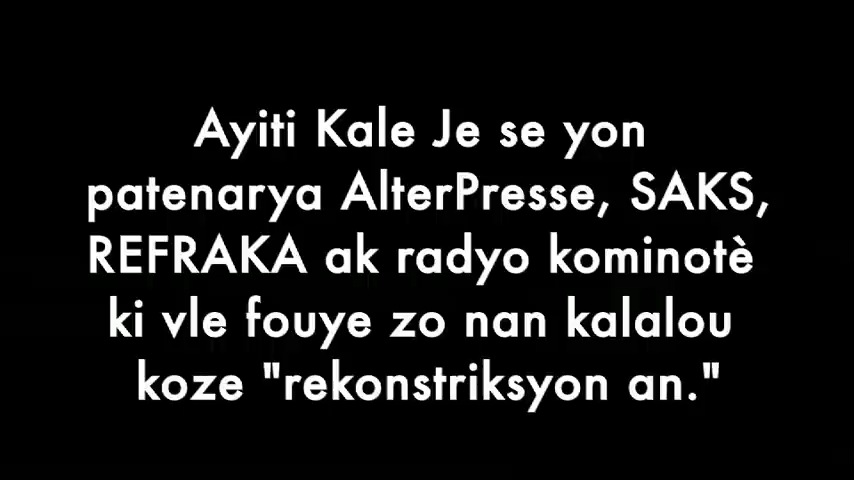 Ayiti Kale Je se yon
patenarya AlterPresse, SAKS,
REFRAKA ak radyo kominotè
ki vle fouye zo nan kalalou
koze "rekonstriksyon an."